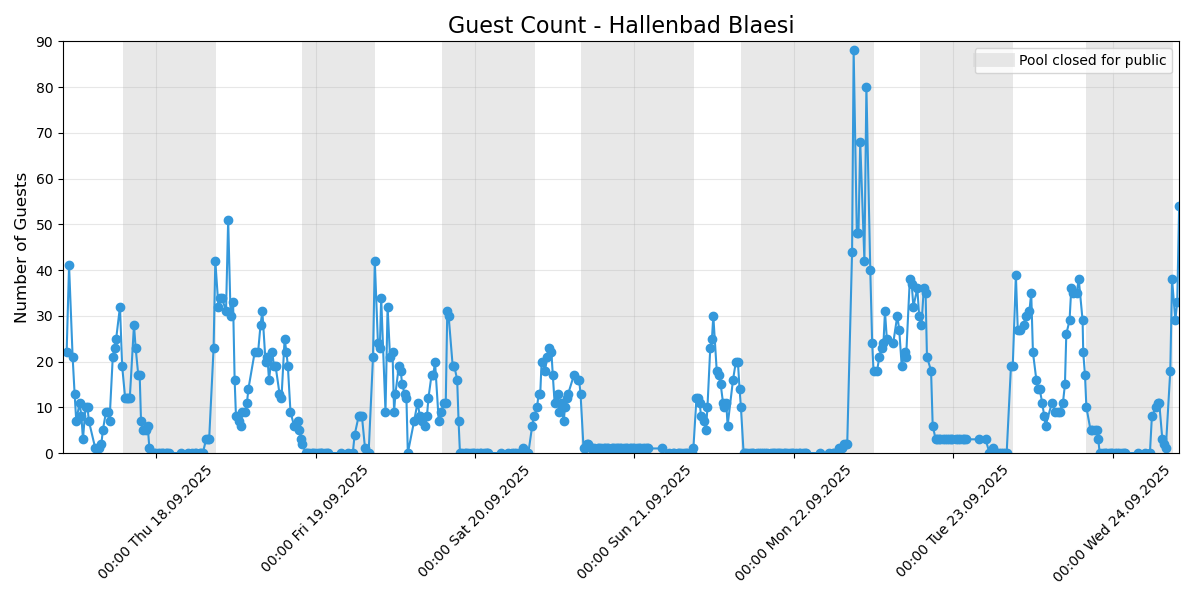 Guest Count - Hallenbad Blaesi
Pool closed for public
Number of Guests
90
80
70
60
50
40
30
20
10
0
00:00 Thu 18.09.2025
00:00 Fri 19.09.2025
00:00 Sat 20.09.2025
00:00 Sun 21.09.2025
00:00 Mon 22.09.2025
00:00 Tue 23.09.2025
00:00 Wed 24.09.2025